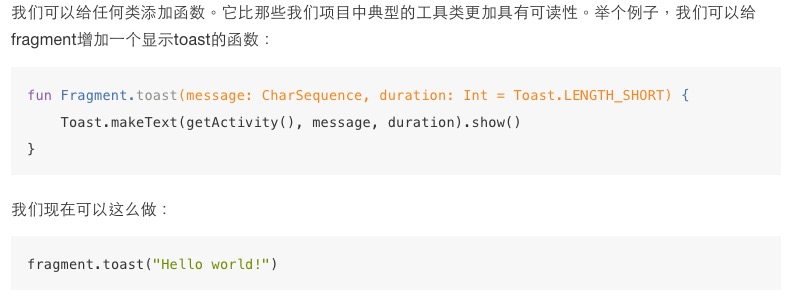 我们可以给任何类添加函数。它比那些我们项目中典型的工具类更加具有可读性。举个例子，我们可以给
fragment增加一个显示toast的函数：
fun Fragment.toast(message: CharSequence, duration: Int = Toast.LENGTH_SHORT) {
    Toast.makeText(getActivity(), message, duration).show()
}
我们现在可以这么做：
fragment.toast("Hello world!")